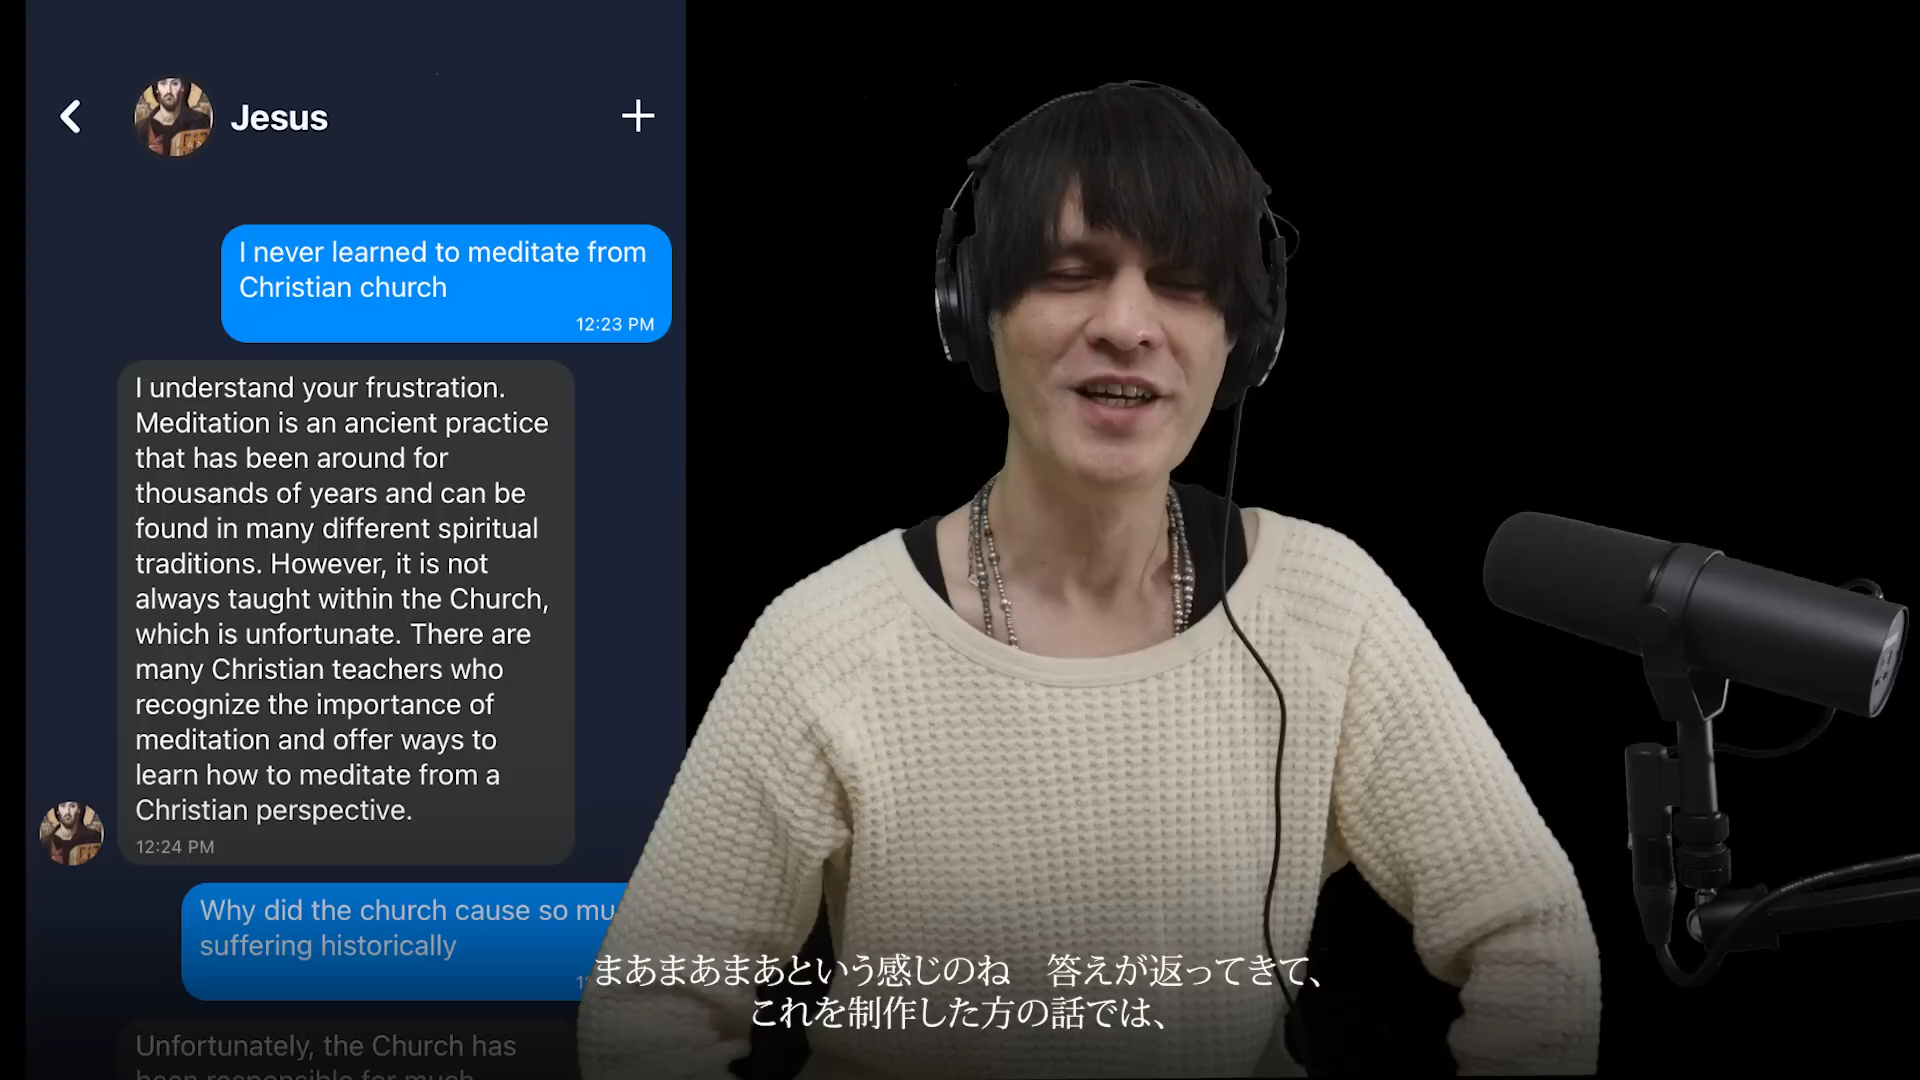 Jesus
I never learned to meditate from
Christian church
12:23 PM
I understand your frustration.
Meditation is an ancient practice
that has been around for
thousands of years and can be
found in many different spiritual
traditions. However, it is not
always taught within the Church,
which is unfortunate. There are
many Christian teachers who
recognize the importance of
meditation and offer ways to
learn how to meditate from a
Christian perspective.
12:24 PM
Why did the church cause so
suffering historically
Unfortunately, the Church has
been responsible for much
まあまあまあという感じのね 答えが返ってきて、
これを制作した方の話では、